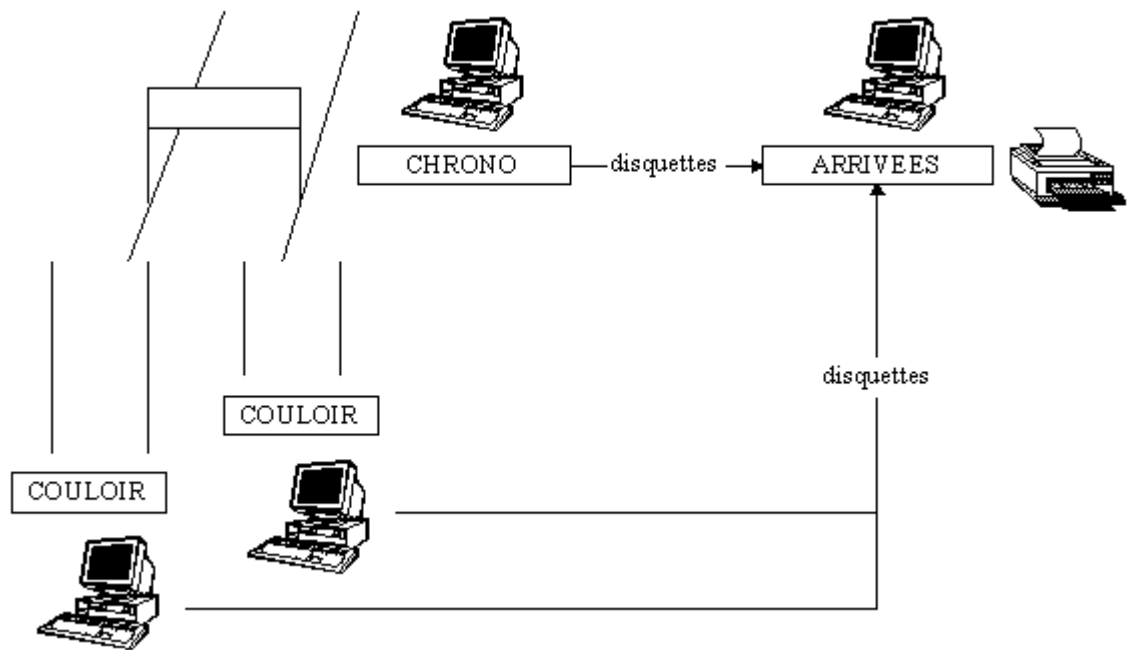 CHRONO
disquettes
ARRIVEES
disquettes
COULOIR
COULOIR